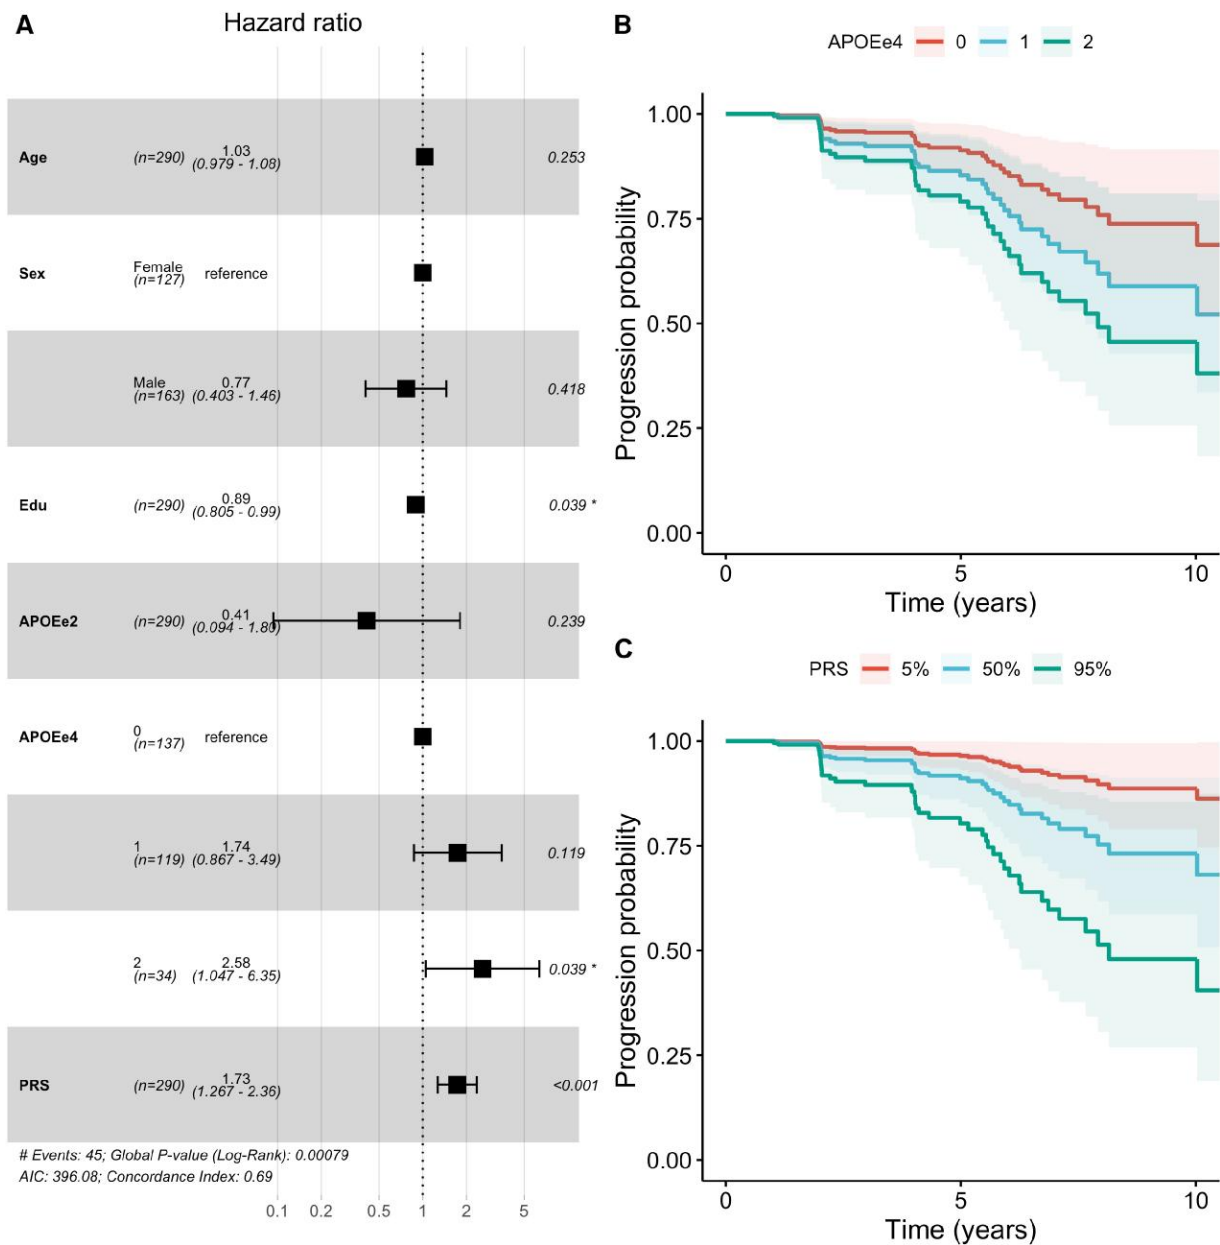 A
Hazard ratio
Age (n=290) 1.03 (0.979 - 1.08) 0.253
Sex Female (n=127) reference
Male (n=163) 0.77 (0.403 - 1.46) 0.418
Edu (n=290) 0.89 (0.805 - 0.99) 0.039 *
APOEe2 (n=290) 0.41 (0.094 - 1.80) 0.239
APOEe4 0 (n=137) reference
1 (n=119) 1.74 (0.867 - 3.49) 0.119
2 (n=34) 2.58 (1.047 - 6.35) 0.039 *
PRS (n=290) 1.73 (1.267 - 2.36) <0.001
# Events: 45; Global P-value (Log-Rank): 0.00079
AIC: 396.08; Concordance Index: 0.69
0.1 0.2 0.5 1 2 5
B
APOEe4 0 1 2
Progression probability
1.00
0.75
0.50
0.25
0.00
0 5 10
Time (years)
C
PRS 5% 50% 95%
Progression probability
1.00
0.75
0.50
0.25
0.00
0 5 10
Time (years)